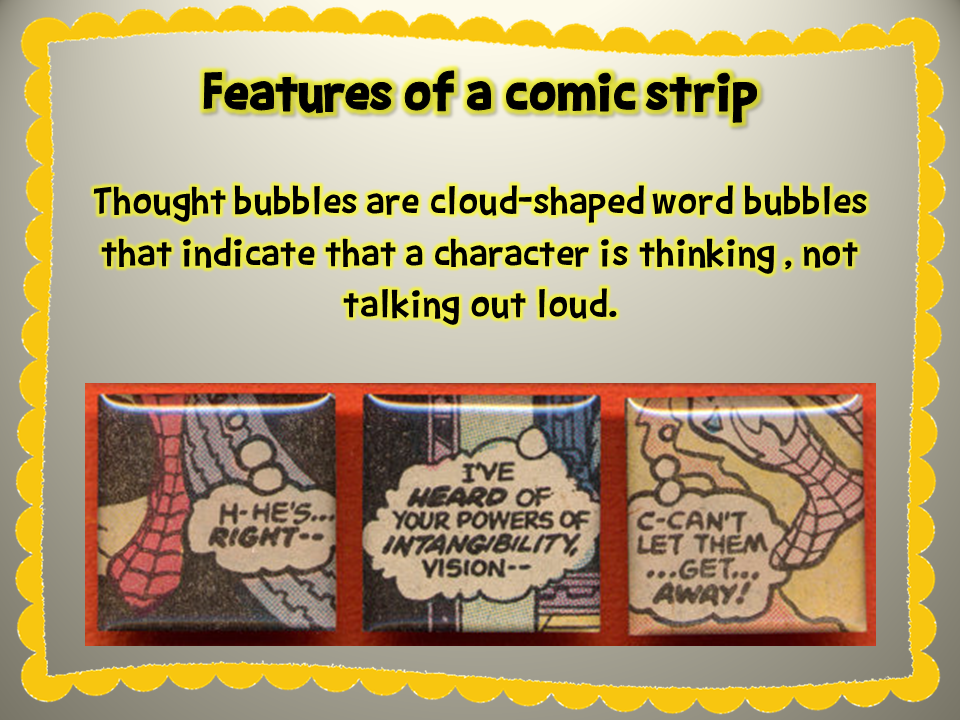 Features of a comic strip
Thought bubbles are cloud-shaped word bubbles
that indicate that a character is thinking , not
talking out loud.
H-HE'S...
RIGHT--
I'VE
HEARD OF
YOUR POWERS OF
INTANGIBILITY,
VISION--
C-CAN'T
LET THEM
...GET...
AWAY!